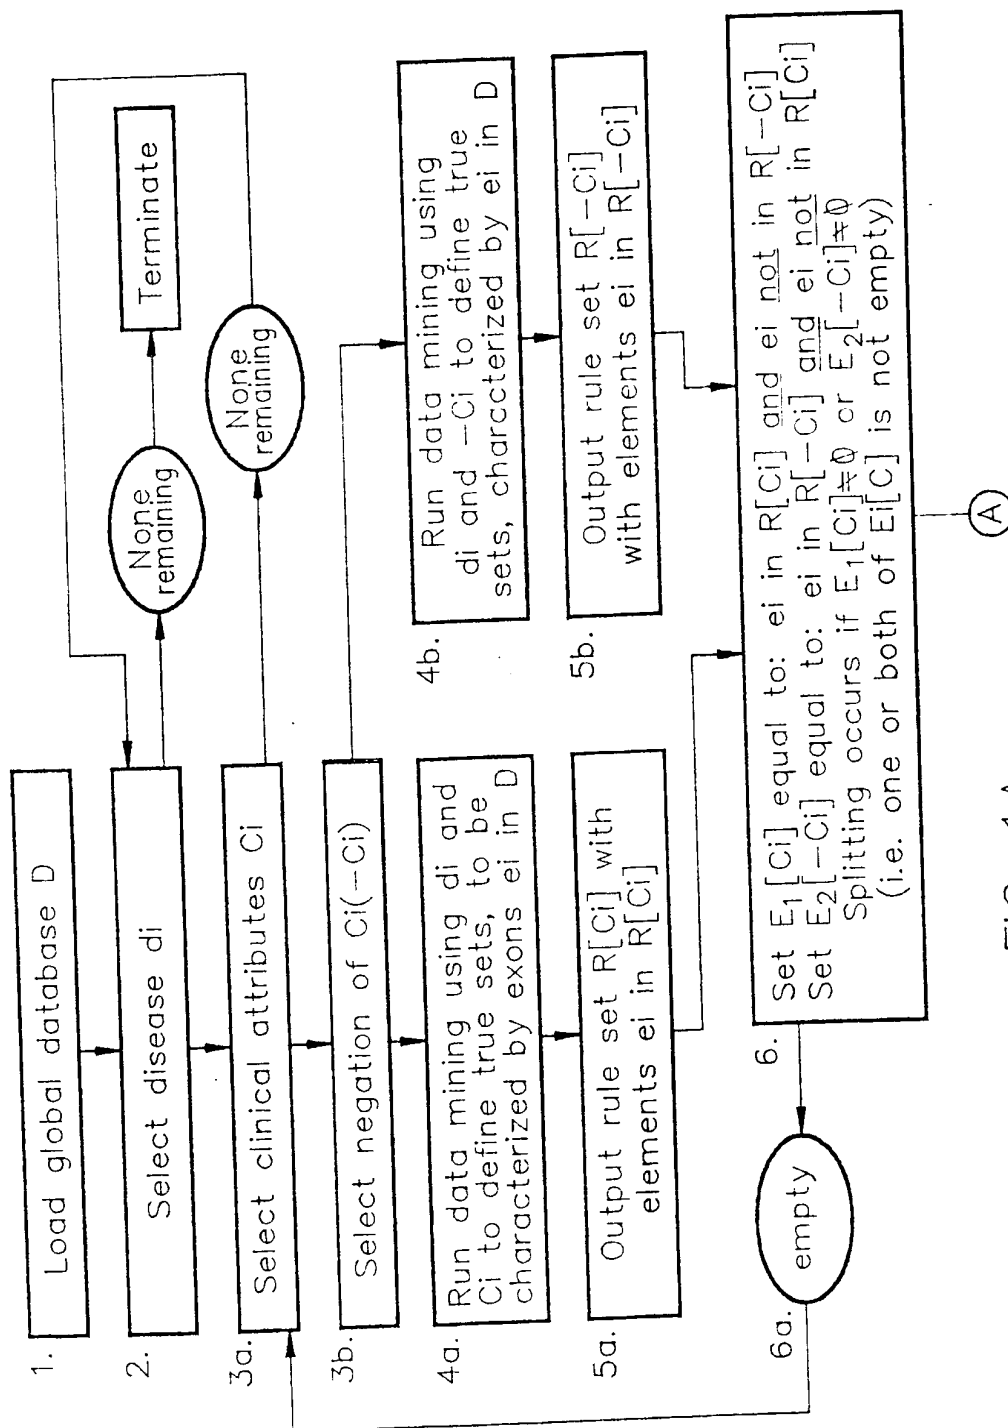 1.
Load global database D
2.
Select disease di
None
remaining
Terminate
3a.
Select clinical attributes Ci
None
remaining
3b.
Select negation of Ci(−Ci)
4a.
Run data mining using di and
Ci to define true sets, to be
characterized by exons ei in D
4b.
Run data mining using
di and −Ci to define true
sets, charccterized by ei in D
5a.
Output rule set R[Ci] with
elements ei in R[Ci]
5b.
Output rule set R[−Ci]
with elements ei in R[−Ci]
6.
Set E₁[Ci] equal to: ei in R[Ci] and ei not in R[−Ci]
Set E₂[−Ci] equal to: ei in R[−Ci] and ei not in R[Ci]
Splitting occurs if E₁[Ci]≠∅ or E₂[−Ci]≠∅
(i.e. one or both of Ei[C] is not empty)
6a.
empty
A